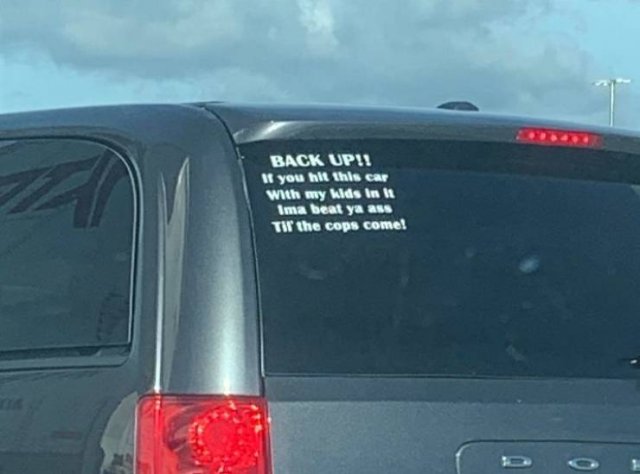 BACK UP!!
If you hit this car
With my kids in it
Ima beat ya ass
Til' the cops come!
DO